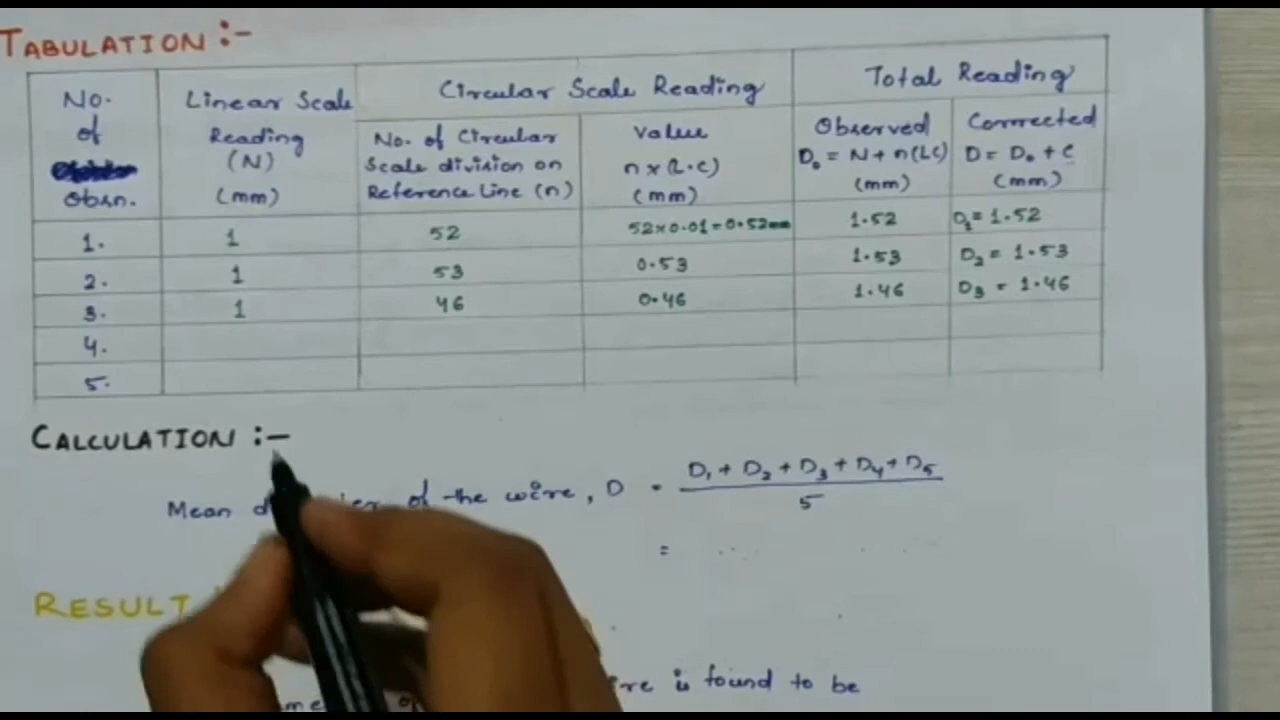 TABULATION :-
No. of Obsn.
Linear Scale Reading (N) (mm)
Circular Scale Reading
Total Reading
No. of Circular Scale division on Reference Line (n)
Value n x (L.C) (mm)
Observed D₀ = N + n(LC) (mm)
Corrected D = D₀ + C (mm)
1. 1 52 52x0.01=0.52mm 1.52 D₁= 1.52
2. 1 53 0.53 1.53 D₂= 1.53
3. 1 46 0.46 1.46 D₃ = 1.46
4.
5.
CALCULATION :-
Mean of the wire, D = D₁ + D₂ + D₃ + D₄ + D₅ / 5
=
RESULT
is found to be